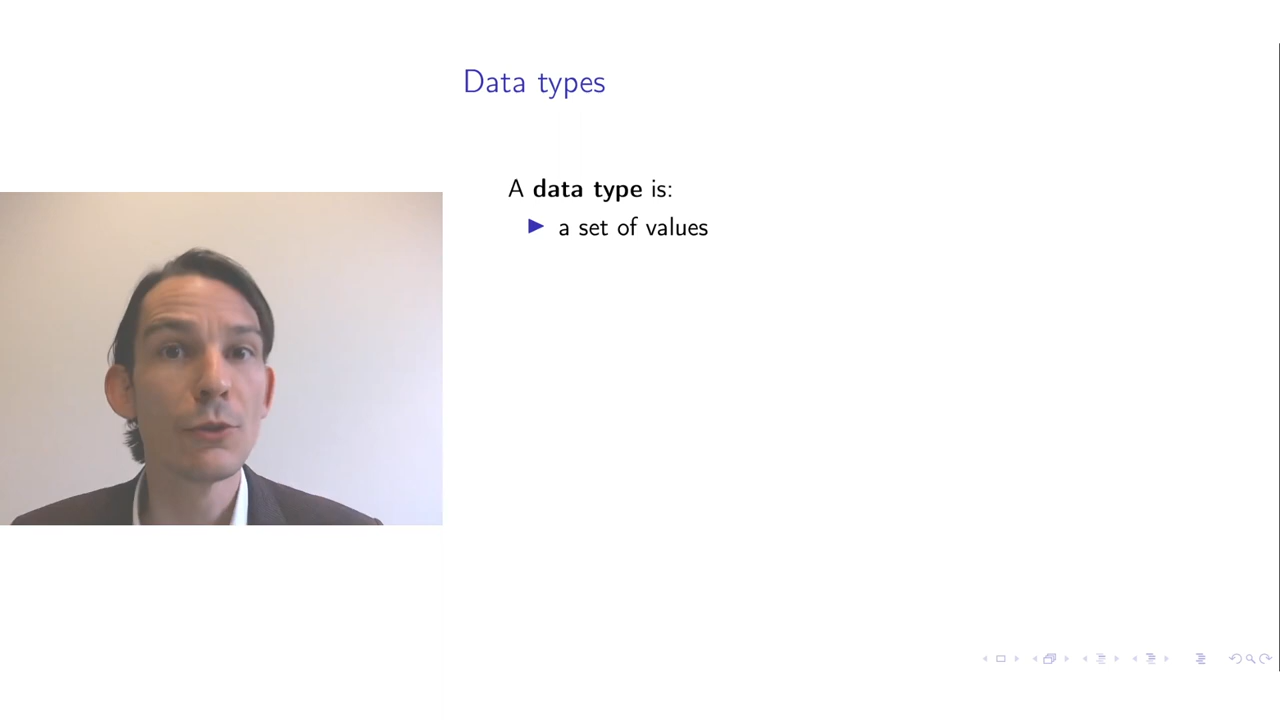 Data types
A data type is:
a set of values